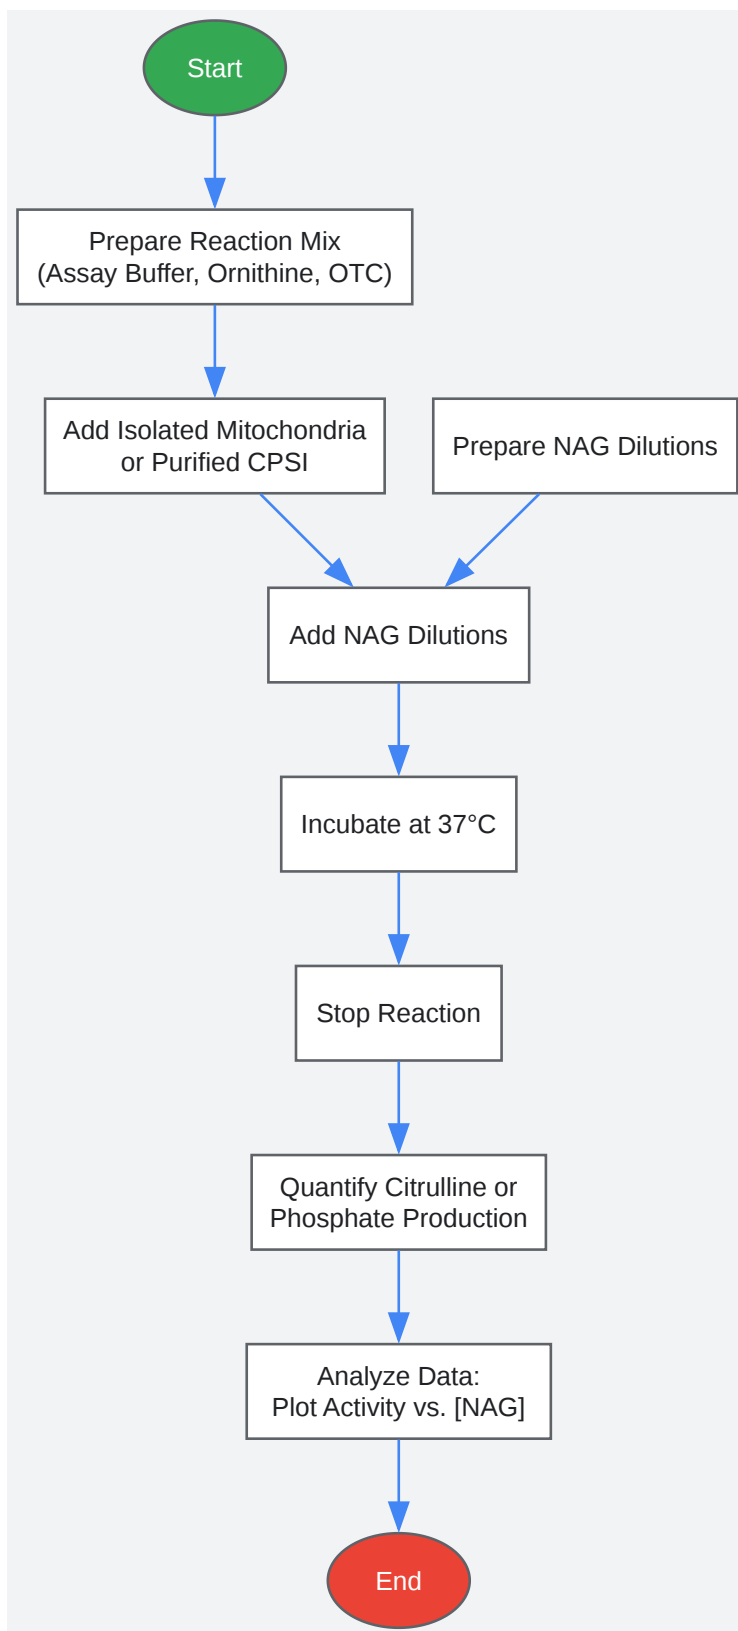 Start
Prepare Reaction Mix
(Assay Buffer, Ornithine, OTC)
Add Isolated Mitochondria
or Purified CPSI
Prepare NAG Dilutions
Add NAG Dilutions
Incubate at 37°C
Stop Reaction
Quantify Citrulline or
Phosphate Production
Analyze Data:
Plot Activity vs. [NAG]
End